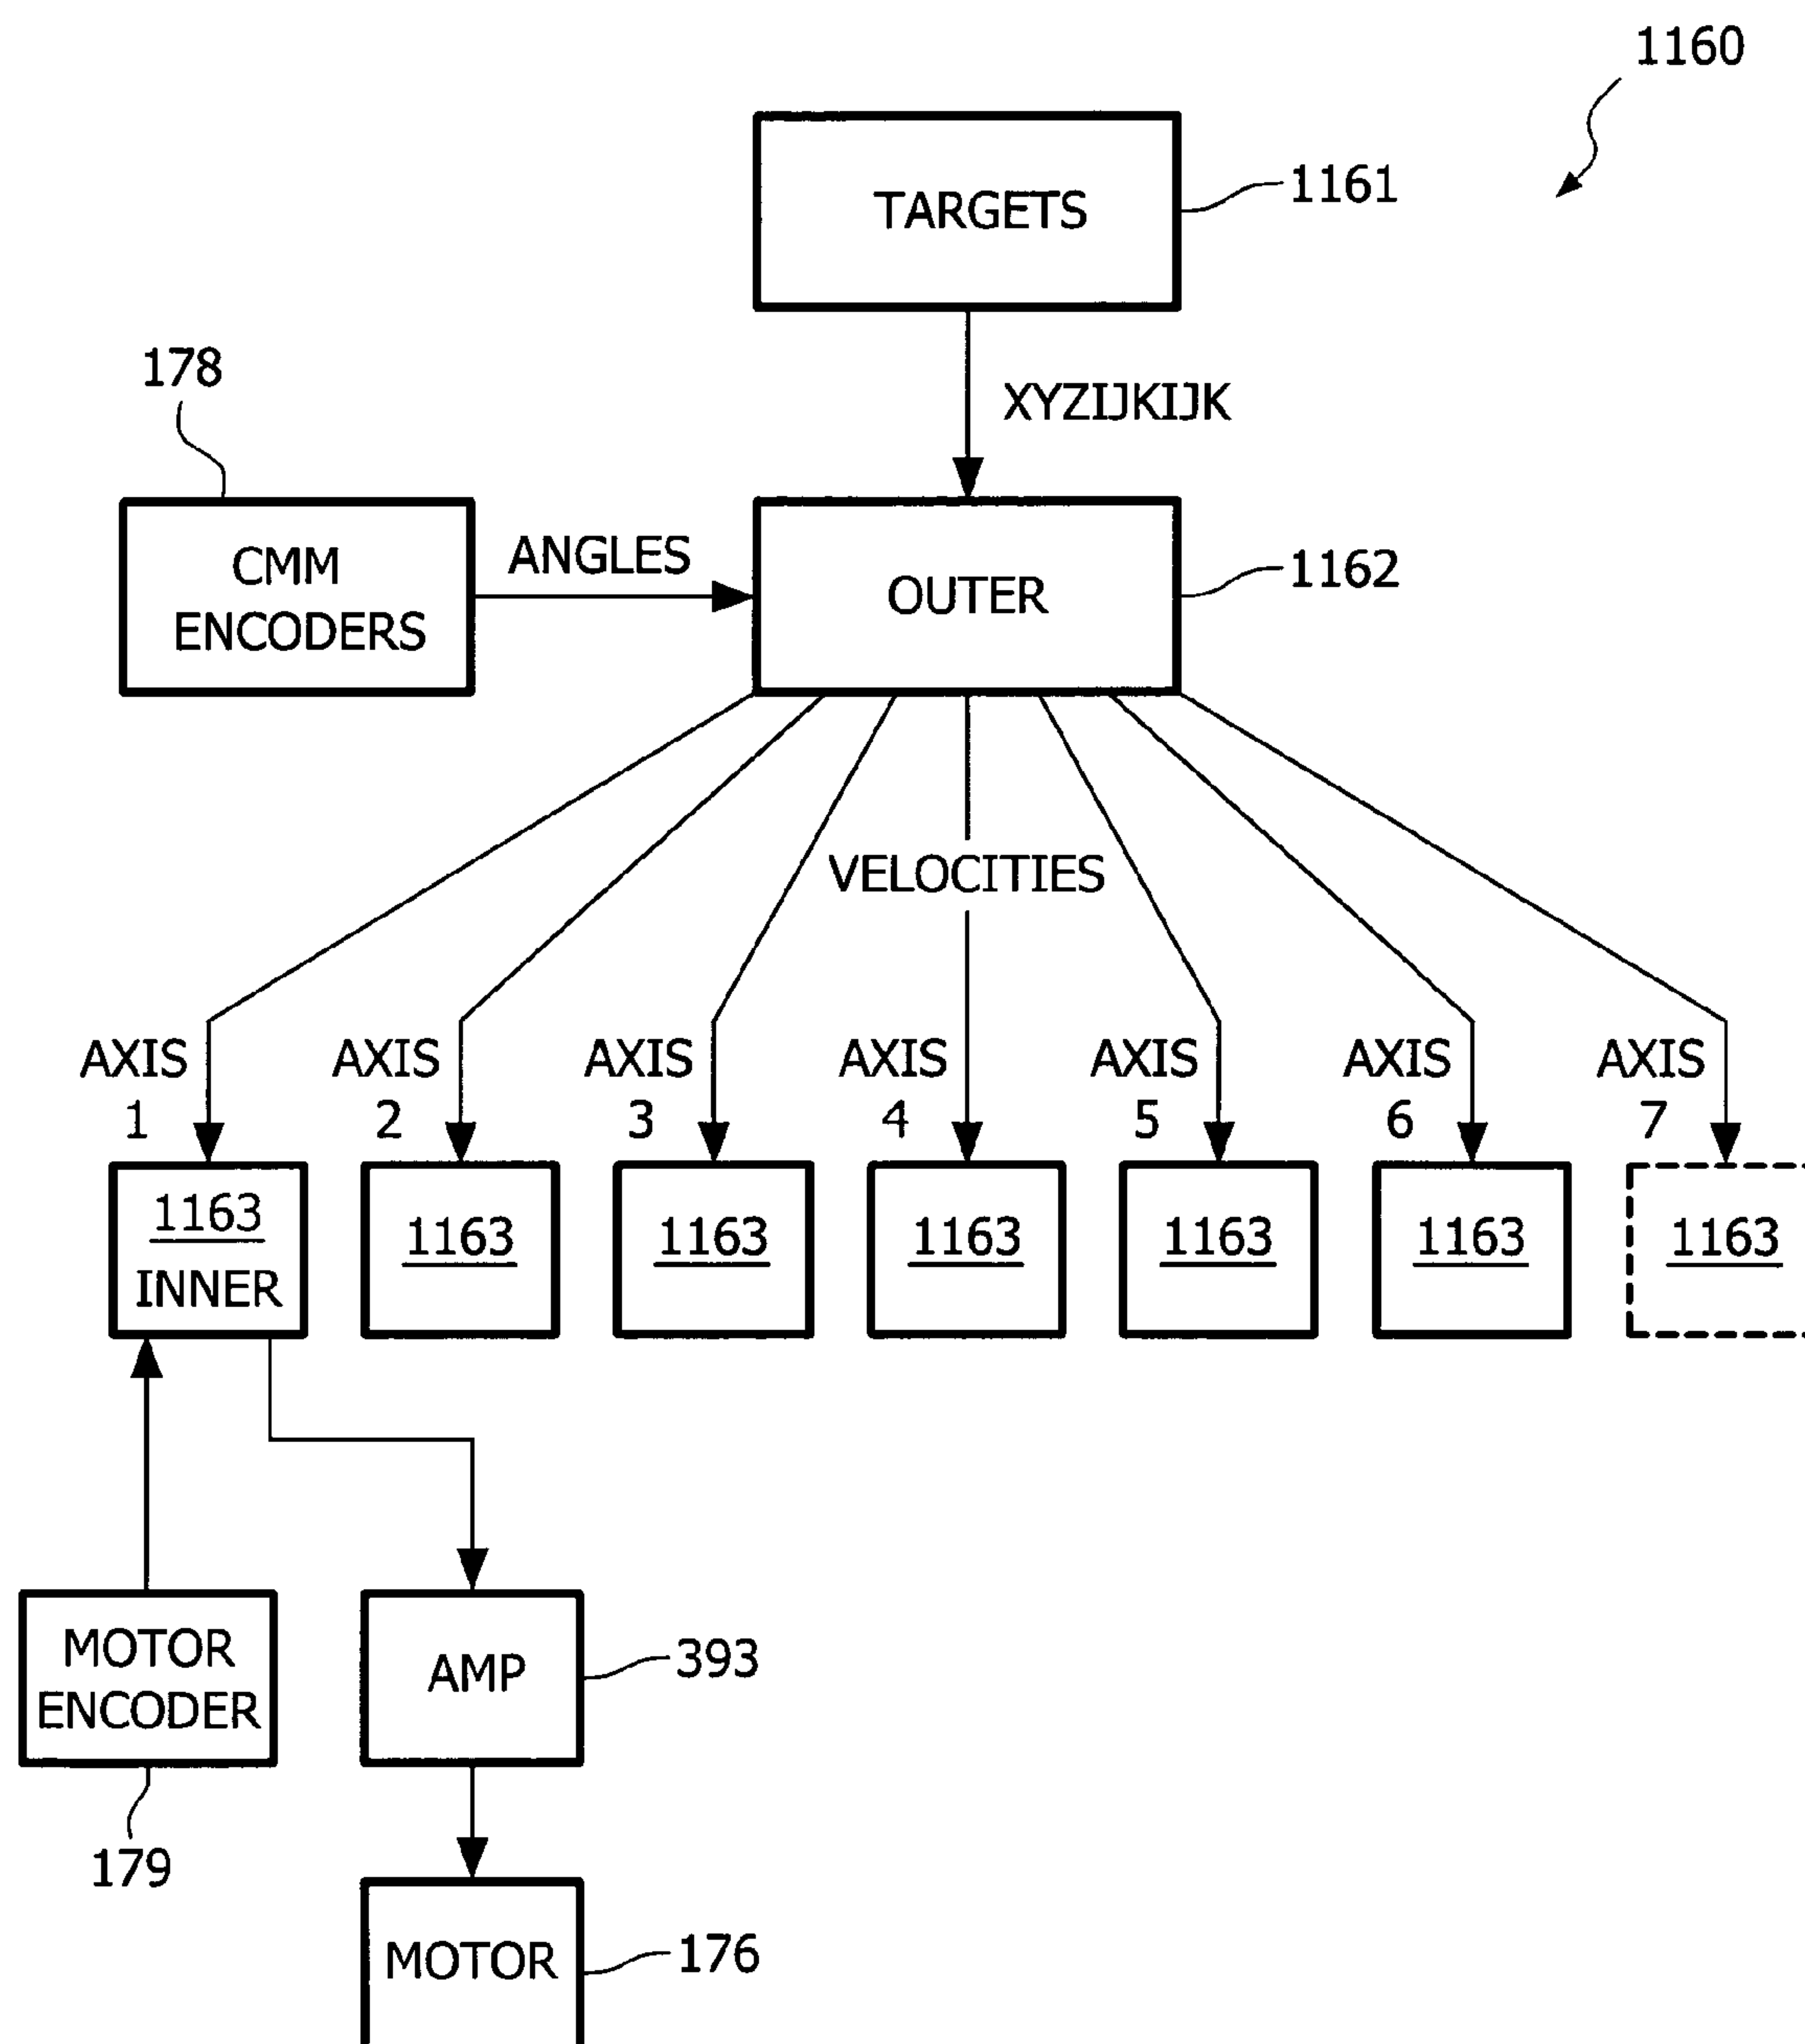 1160
TARGETS
1161
XYZIJKIJK
178
CMM
ENCODERS
ANGLES
OUTER
1162
VELOCITIES
AXIS
1
AXIS
2
AXIS
3
AXIS
4
AXIS
5
AXIS
6
AXIS
7
1163
INNER
1163
1163
1163
1163
1163
1163
MOTOR
ENCODER
179
AMP
393
MOTOR
176